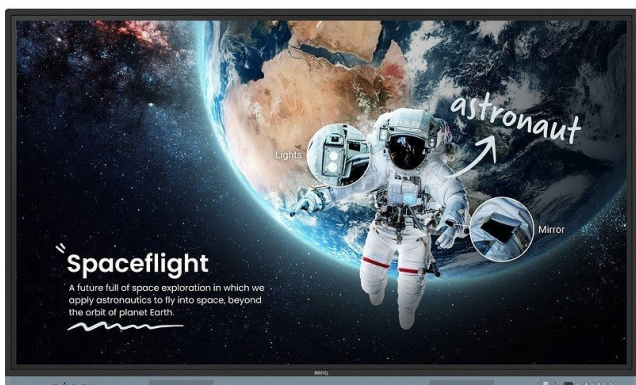 astronaut
Lights
Mirror
Spaceflight
A future full of space exploration in which we
apply astronautics to fly into space, beyond
the orbit of planet Earth.
BenQ